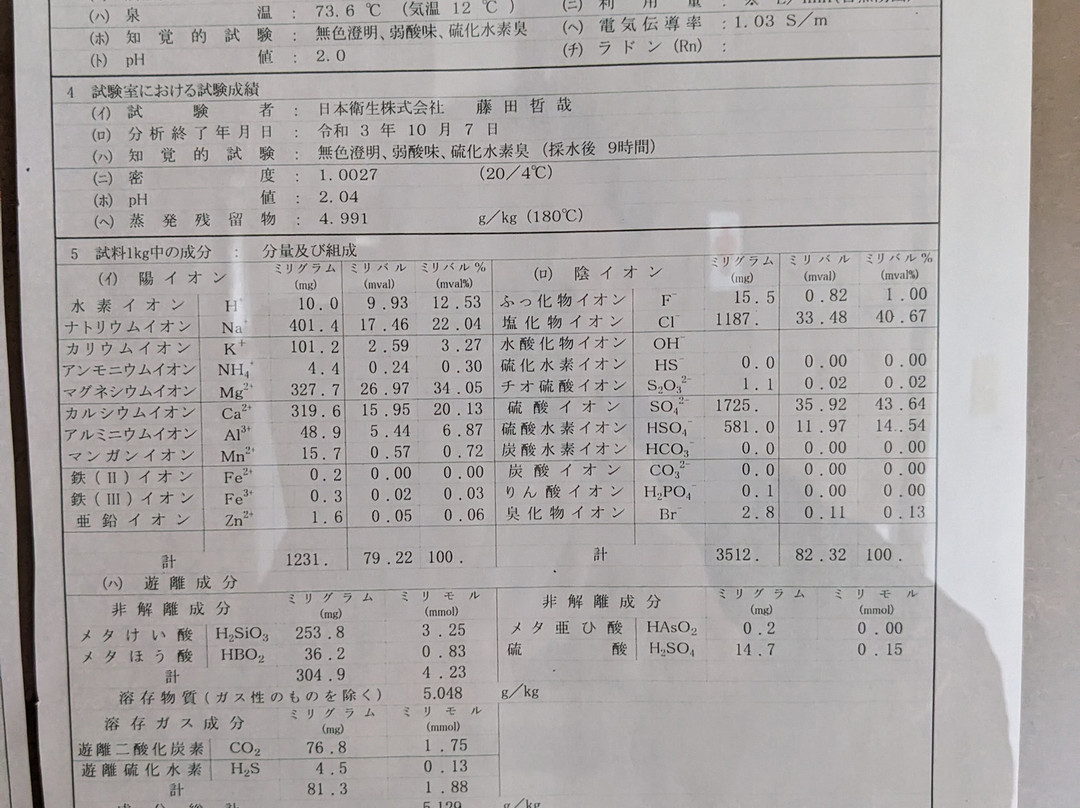 (ハ) 泉 温 : 73.6 ℃ (気温 12 ℃) (ニ) 利 用 量 :
(ホ) 知 覚 的 試 験 : 無色澄明、弱酸味、硫化水素臭 (ヘ) 電 気 伝 導 率 : 1.03 S/m
(ト) pH 値 : 2.0 (チ) ラ ド ン (Rn) :
4 試験室における試験成績
(イ) 試 験 者 : 日本衛生株式会社 藤 田 哲 哉
(ロ) 分 析 終 了 年 月 日 : 令和 3 年 10 月 7 日
(ハ) 知 覚 的 試 験 : 無色澄明、弱酸味、硫化水素臭 (採水後 9時間)
(ニ) 密 度 : 1.0027 (20/4℃)
(ホ) pH 値 : 2.04
(ヘ) 蒸 発 残 留 物 : 4.991 g/kg (180℃)
5 試料1kg中の成分 : 分量及び組成
(イ) 陽 イ オ ン ミリグラム (mg) ミリバル (mval) ミリバル% (mval%) (ロ) 陰 イ オ ン ミリグラム (mg) ミリバル (mval) ミリバル% (mval%)
水 素 イ オ ン H⁺ 10.0 9.93 12.53 ふっ化物イオン F⁻ 15.5 0.82 1.00
ナトリウムイオン Na⁺ 401.4 17.46 22.04 塩化物イオン Cl⁻ 1187. 33.48 40.67
カリウムイオン K⁺ 101.2 2.59 3.27 水酸化物イオン OH⁻
アンモニウムイオン NH₄⁺ 4.4 0.24 0.30 硫化水素イオン HS⁻ 0.0 0.00 0.00
マグネシウムイオン Mg²⁺ 327.7 26.97 34.05 チオ硫酸イオン S₂O₃²⁻ 1.1 0.02 0.02
カルシウムイオン Ca²⁺ 319.6 15.95 20.13 硫 酸 イ オ ン SO₄²⁻ 1725. 35.92 43.64
アルミニウムイオン Al³⁺ 48.9 5.44 6.87 硫酸水素イオン HSO₄⁻ 581.0 11.97 14.54
マンガンイオン Mn²⁺ 15.7 0.57 0.72 炭酸水素イオン HCO₃⁻ 0.0 0.00 0.00
鉄(Ⅱ)イオン Fe²⁺ 0.2 0.00 0.00 炭 酸 イ オ ン CO₃²⁻ 0.0 0.00 0.00
鉄(Ⅲ)イオン Fe³⁺ 0.3 0.02 0.03 りん酸イオン H₂PO₄⁻ 0.1 0.00 0.00
亜 鉛 イ オ ン Zn²⁺ 1.6 0.05 0.06 臭化物イオン Br⁻ 2.8 0.11 0.13
計 1231. 79.22 100. 計 3512. 82.32 100.
(ハ) 遊 離 成 分
非 解 離 成 分 ミリグラム (mg) ミリモル (mmol) 非 解 離 成 分 ミリグラム (mg) ミリモル (mmol)
メ タ け い 酸 H₂SiO₃ 253.8 3.25 メ タ 亜 ひ 酸 HAsO₂ 0.2 0.00
メ タ ほ う 酸 HBO₂ 36.2 0.83 硫 酸 H₂SO₄ 14.7 0.15
計 304.9 4.23
溶存物質(ガス性のものを除く) 5.048 g/kg
溶 存 ガ ス 成 分 ミリグラム (mg) ミリモル (mmol)
遊離二酸化炭素 CO₂ 76.8 1.75
遊離硫化水素 H₂S 4.5 0.13
計 81.3 1.88
成 分 総 計 5.129 g/kg